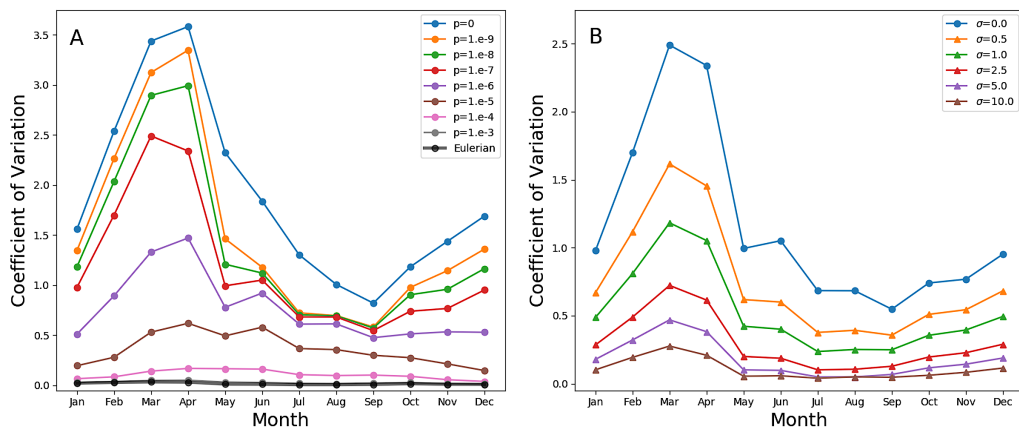 A
Coefficient of Variation
3.5
3.0
2.5
2.0
1.5
1.0
0.5
0.0
Jan Feb Mar Apr May Jun Jul Aug Sep Oct Nov Dec
Month
p=0
p=1.e-9
p=1.e-8
p=1.e-7
p=1.e-6
p=1.e-5
p=1.e-4
p=1.e-3
Eulerian
B
Coefficient of Variation
2.5
2.0
1.5
1.0
0.5
0.0
Jan Feb Mar Apr May Jun Jul Aug Sep Oct Nov Dec
Month
σ=0.0
σ=0.5
σ=1.0
σ=2.5
σ=5.0
σ=10.0